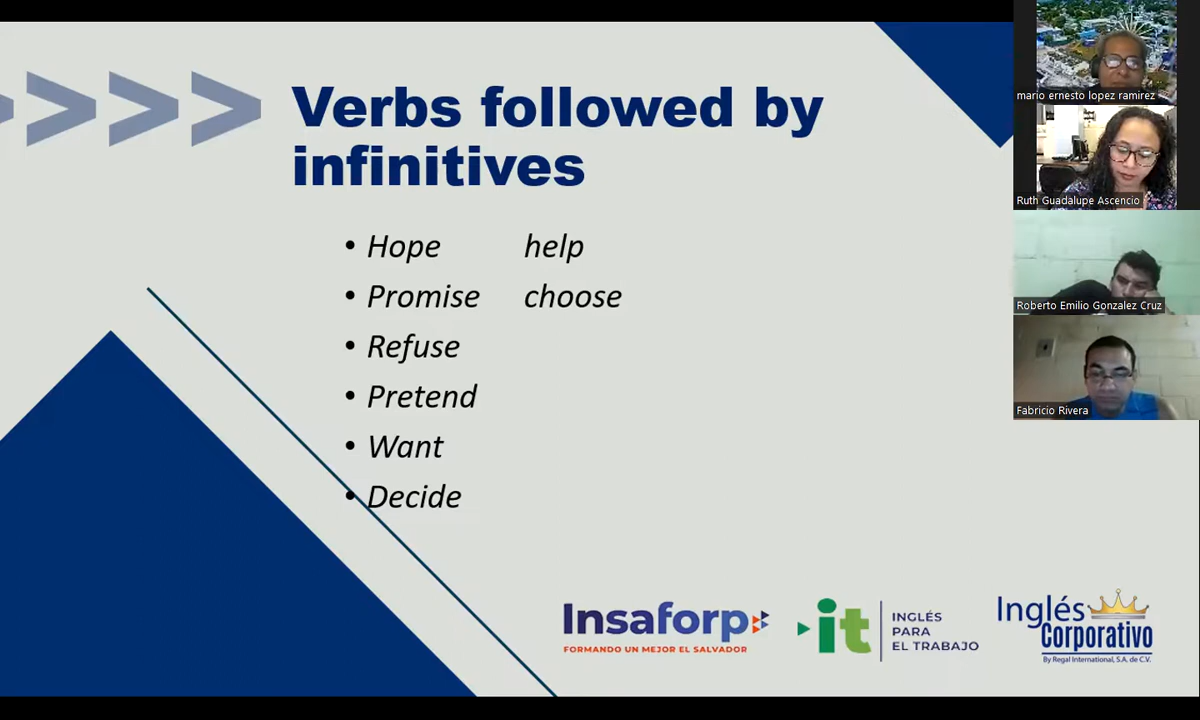 Verbs followed by
infinitives
• Hope help
• Promise choose
• Refuse
• Pretend
• Want
• Decide
Insaforp
FORMANDO UN MEJOR EL SALVADOR
it
INGLÉS
PARA
EL TRABAJO
Inglés
Corporativo
By Regal International, S.A. de C.V.
mario ernesto lopez ramirez
Ruth Guadalupe Ascencio
Roberto Emilio Gonzalez Cruz
Fabricio Rivera